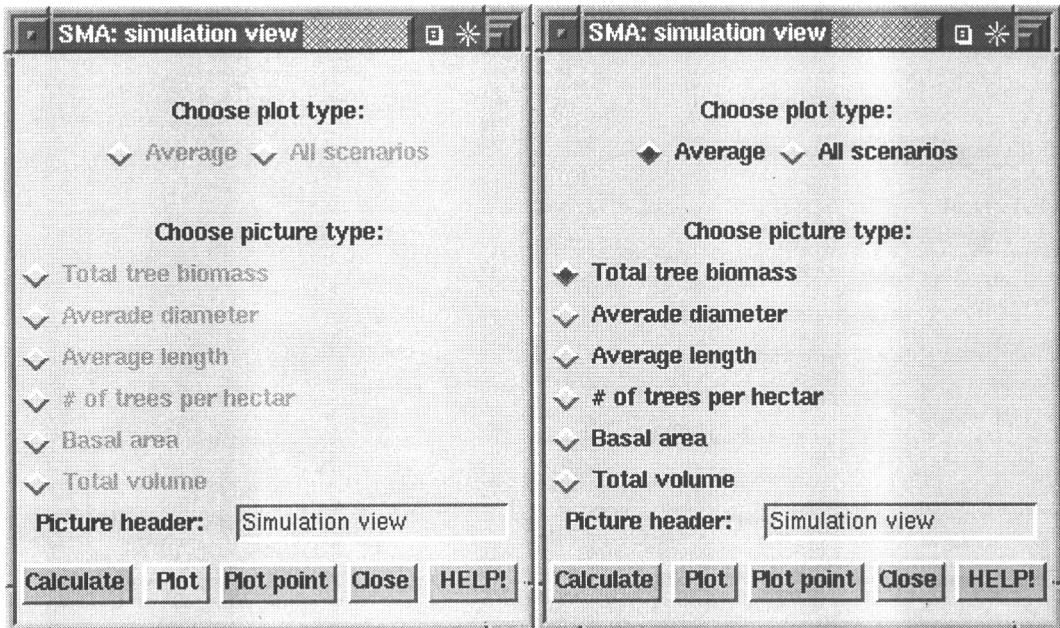 SMA: simulation view
Choose plot type:
Average All scenarios
Choose picture type:
Total tree biomass
Averade diameter
Average length
# of trees per hectar
Basal area
Total volume
Picture header: Simulation view
Calculate Plot Plot point Close HELP!
SMA: simulation view
Choose plot type:
Average All scenarios
Choose picture type:
Total tree biomass
Averade diameter
Average length
# of trees per hectar
Basal area
Total volume
Picture header: Simulation view
Calculate Plot Plot point Close HELP!